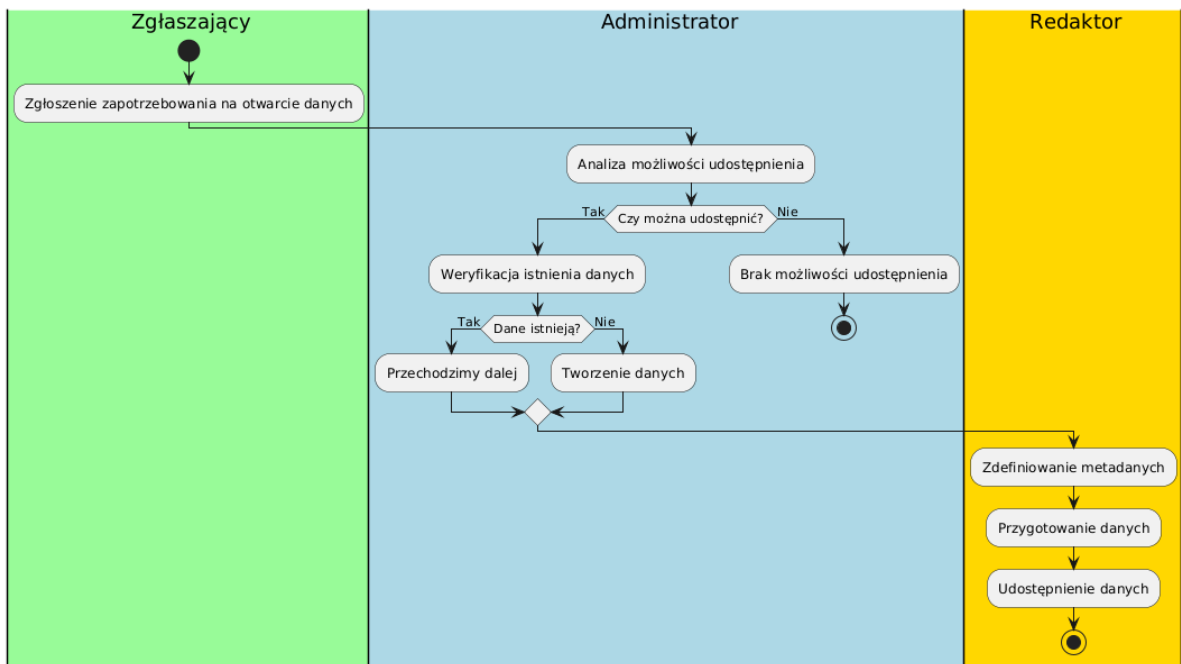 Zgłaszający
Administrator
Redaktor
Zgłoszenie zapotrzebowania na otwarcie danych
Analiza możliwości udostępnienia
Tak
Czy można udostępnić?
Nie
Weryfikacja istnienia danych
Brak możliwości udostępnienia
Tak
Dane istnieją?
Nie
Przechodzimy dalej
Tworzenie danych
Zdefiniowanie metadanych
Przygotowanie danych
Udostępnienie danych